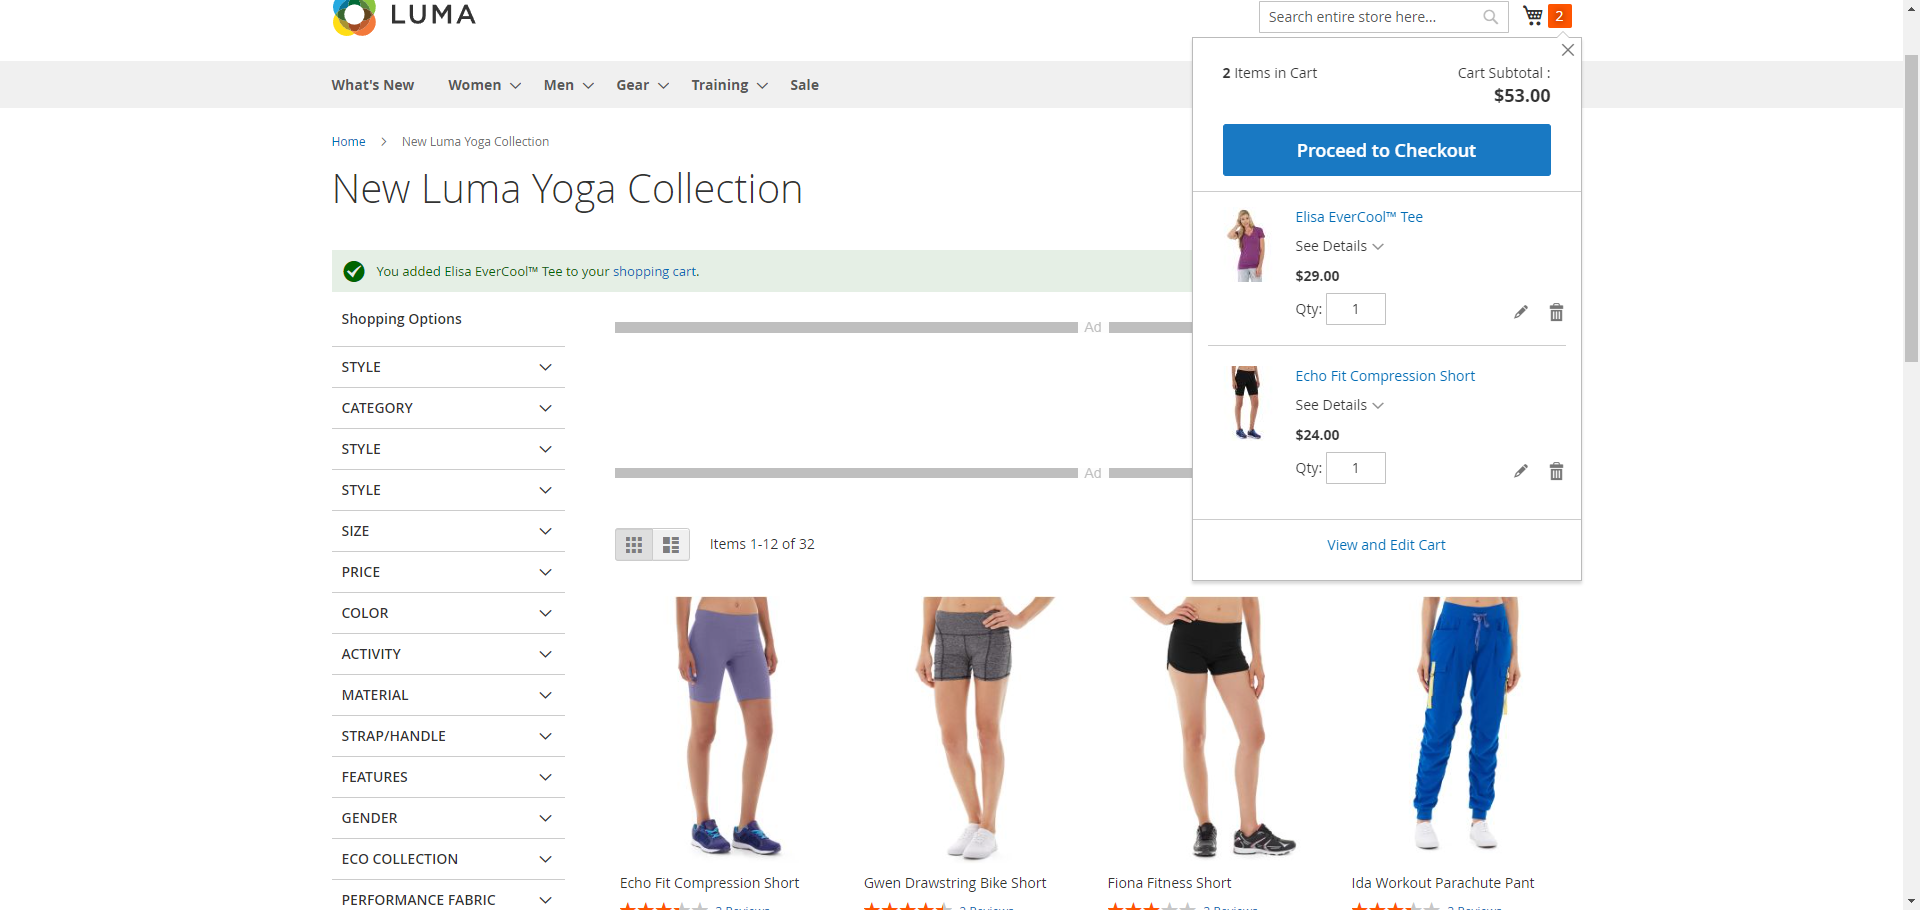 LUMA
Search entire store here...
2
What's New
Women
Men
Gear
Training
Sale
2 Items in Cart
Cart Subtotal :
$53.00
Proceed to Checkout
Elisa EverCool™ Tee
See Details
$29.00
Qty: 1
Echo Fit Compression Short
See Details
$24.00
Qty: 1
View and Edit Cart
Home
New Luma Yoga Collection
New Luma Yoga Collection
You added Elisa EverCool™ Tee to your shopping cart.
Shopping Options
STYLE
CATEGORY
STYLE
STYLE
SIZE
PRICE
COLOR
ACTIVITY
MATERIAL
STRAP/HANDLE
FEATURES
GENDER
ECO COLLECTION
PERFORMANCE FABRIC
Ad
Ad
Items 1-12 of 32
Echo Fit Compression Short
Gwen Drawstring Bike Short
Fiona Fitness Short
Ida Workout Parachute Pant